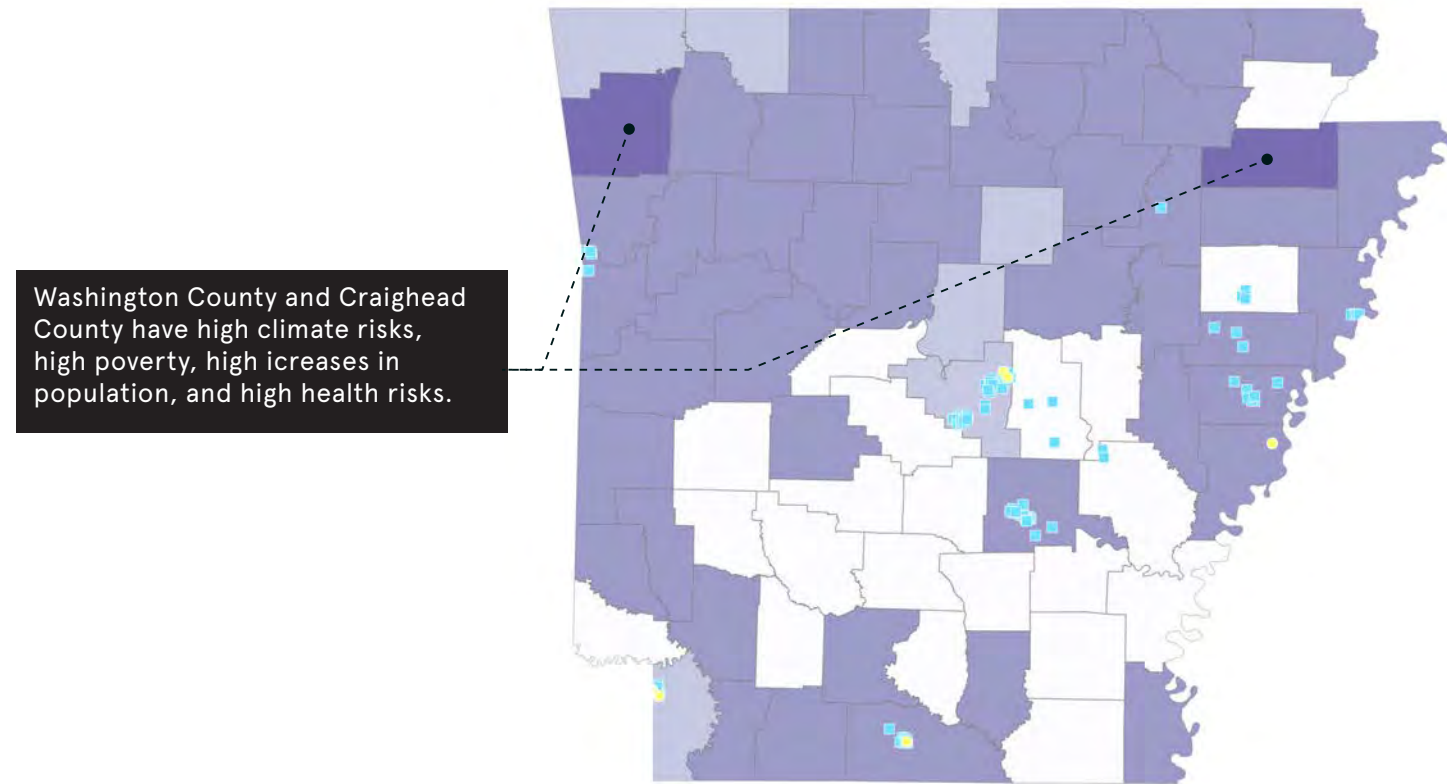 Washington County and Craighead
County have high climate risks,
high poverty, high icreases in
population, and high health risks.